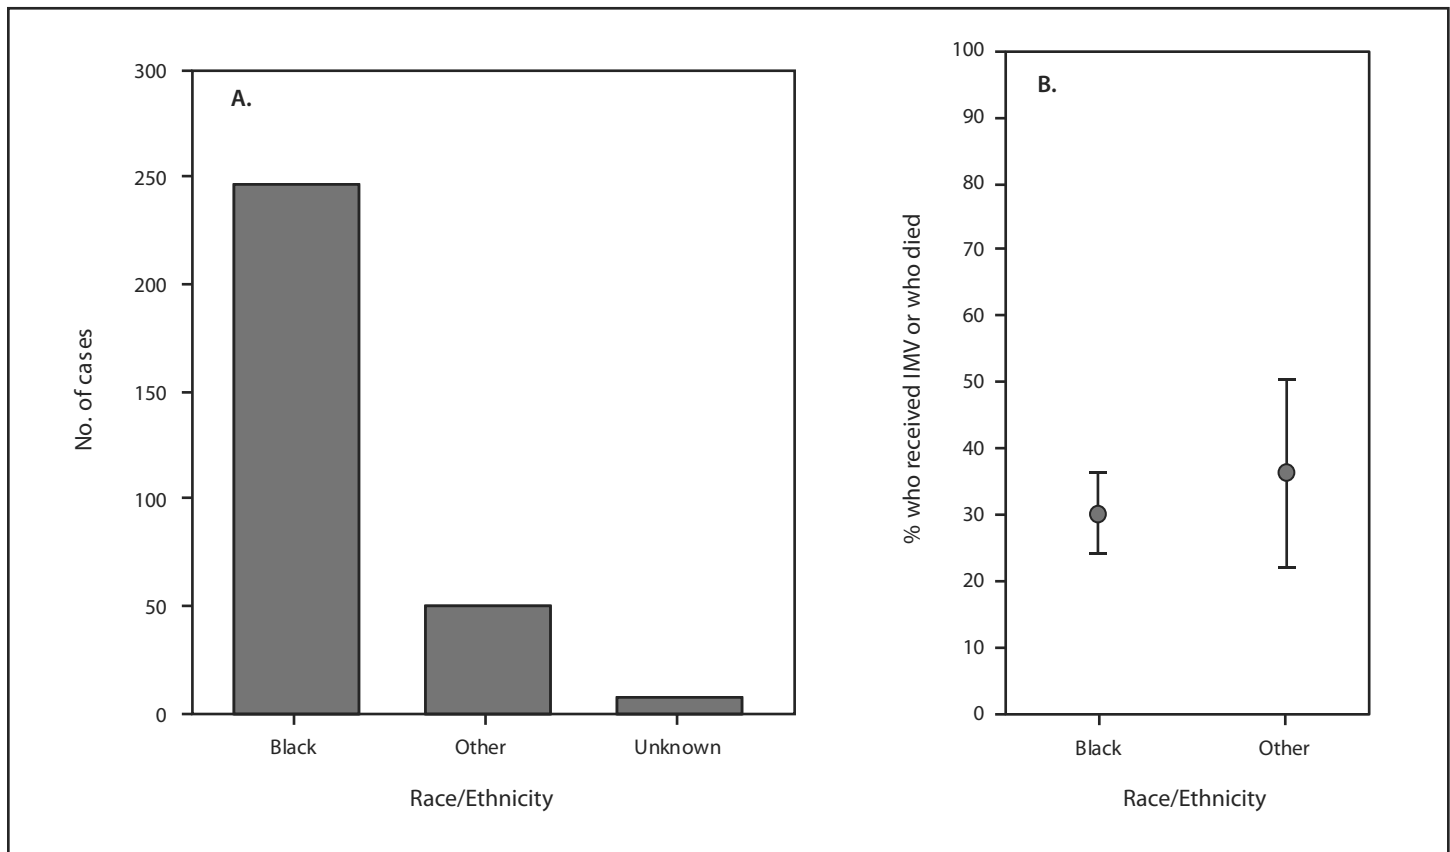 A.
300
250
200
150
100
50
0
No. of cases
Black Other Unknown
Race/Ethnicity
B.
100
90
80
70
60
50
40
30
20
10
0
% who received IMV or who died
Black Other
Race/Ethnicity